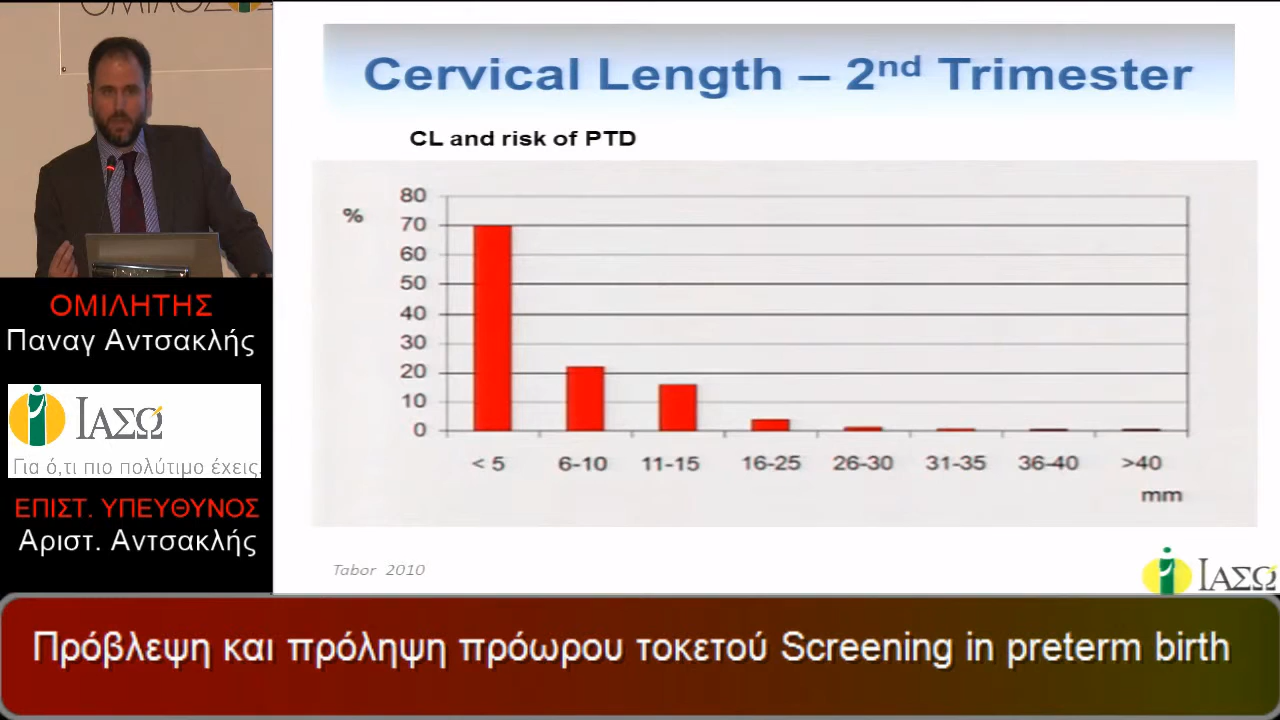 ΟΜΙΛΟΣ
ΟΜΙΛΗΤΗΣ
Παναγ Αντσακλής
ΙΑΣΩ
Για ό,τι πιο πολύτιμο έχεις.
ΕΠΙΣΤ. ΥΠΕΥΘΥΝΟΣ
Αριστ. Αντσακλής
Cervical Length – 2nd Trimester
CL and risk of PTD
%
80
70
60
50
40
30
20
10
0
< 5 6-10 11-15 16-25 26-30 31-35 36-40 >40
mm
Tabor 2010
ΙΑΣΩ
Πρόβλεψη και πρόληψη πρόωρου τοκετού Screening in preterm birth